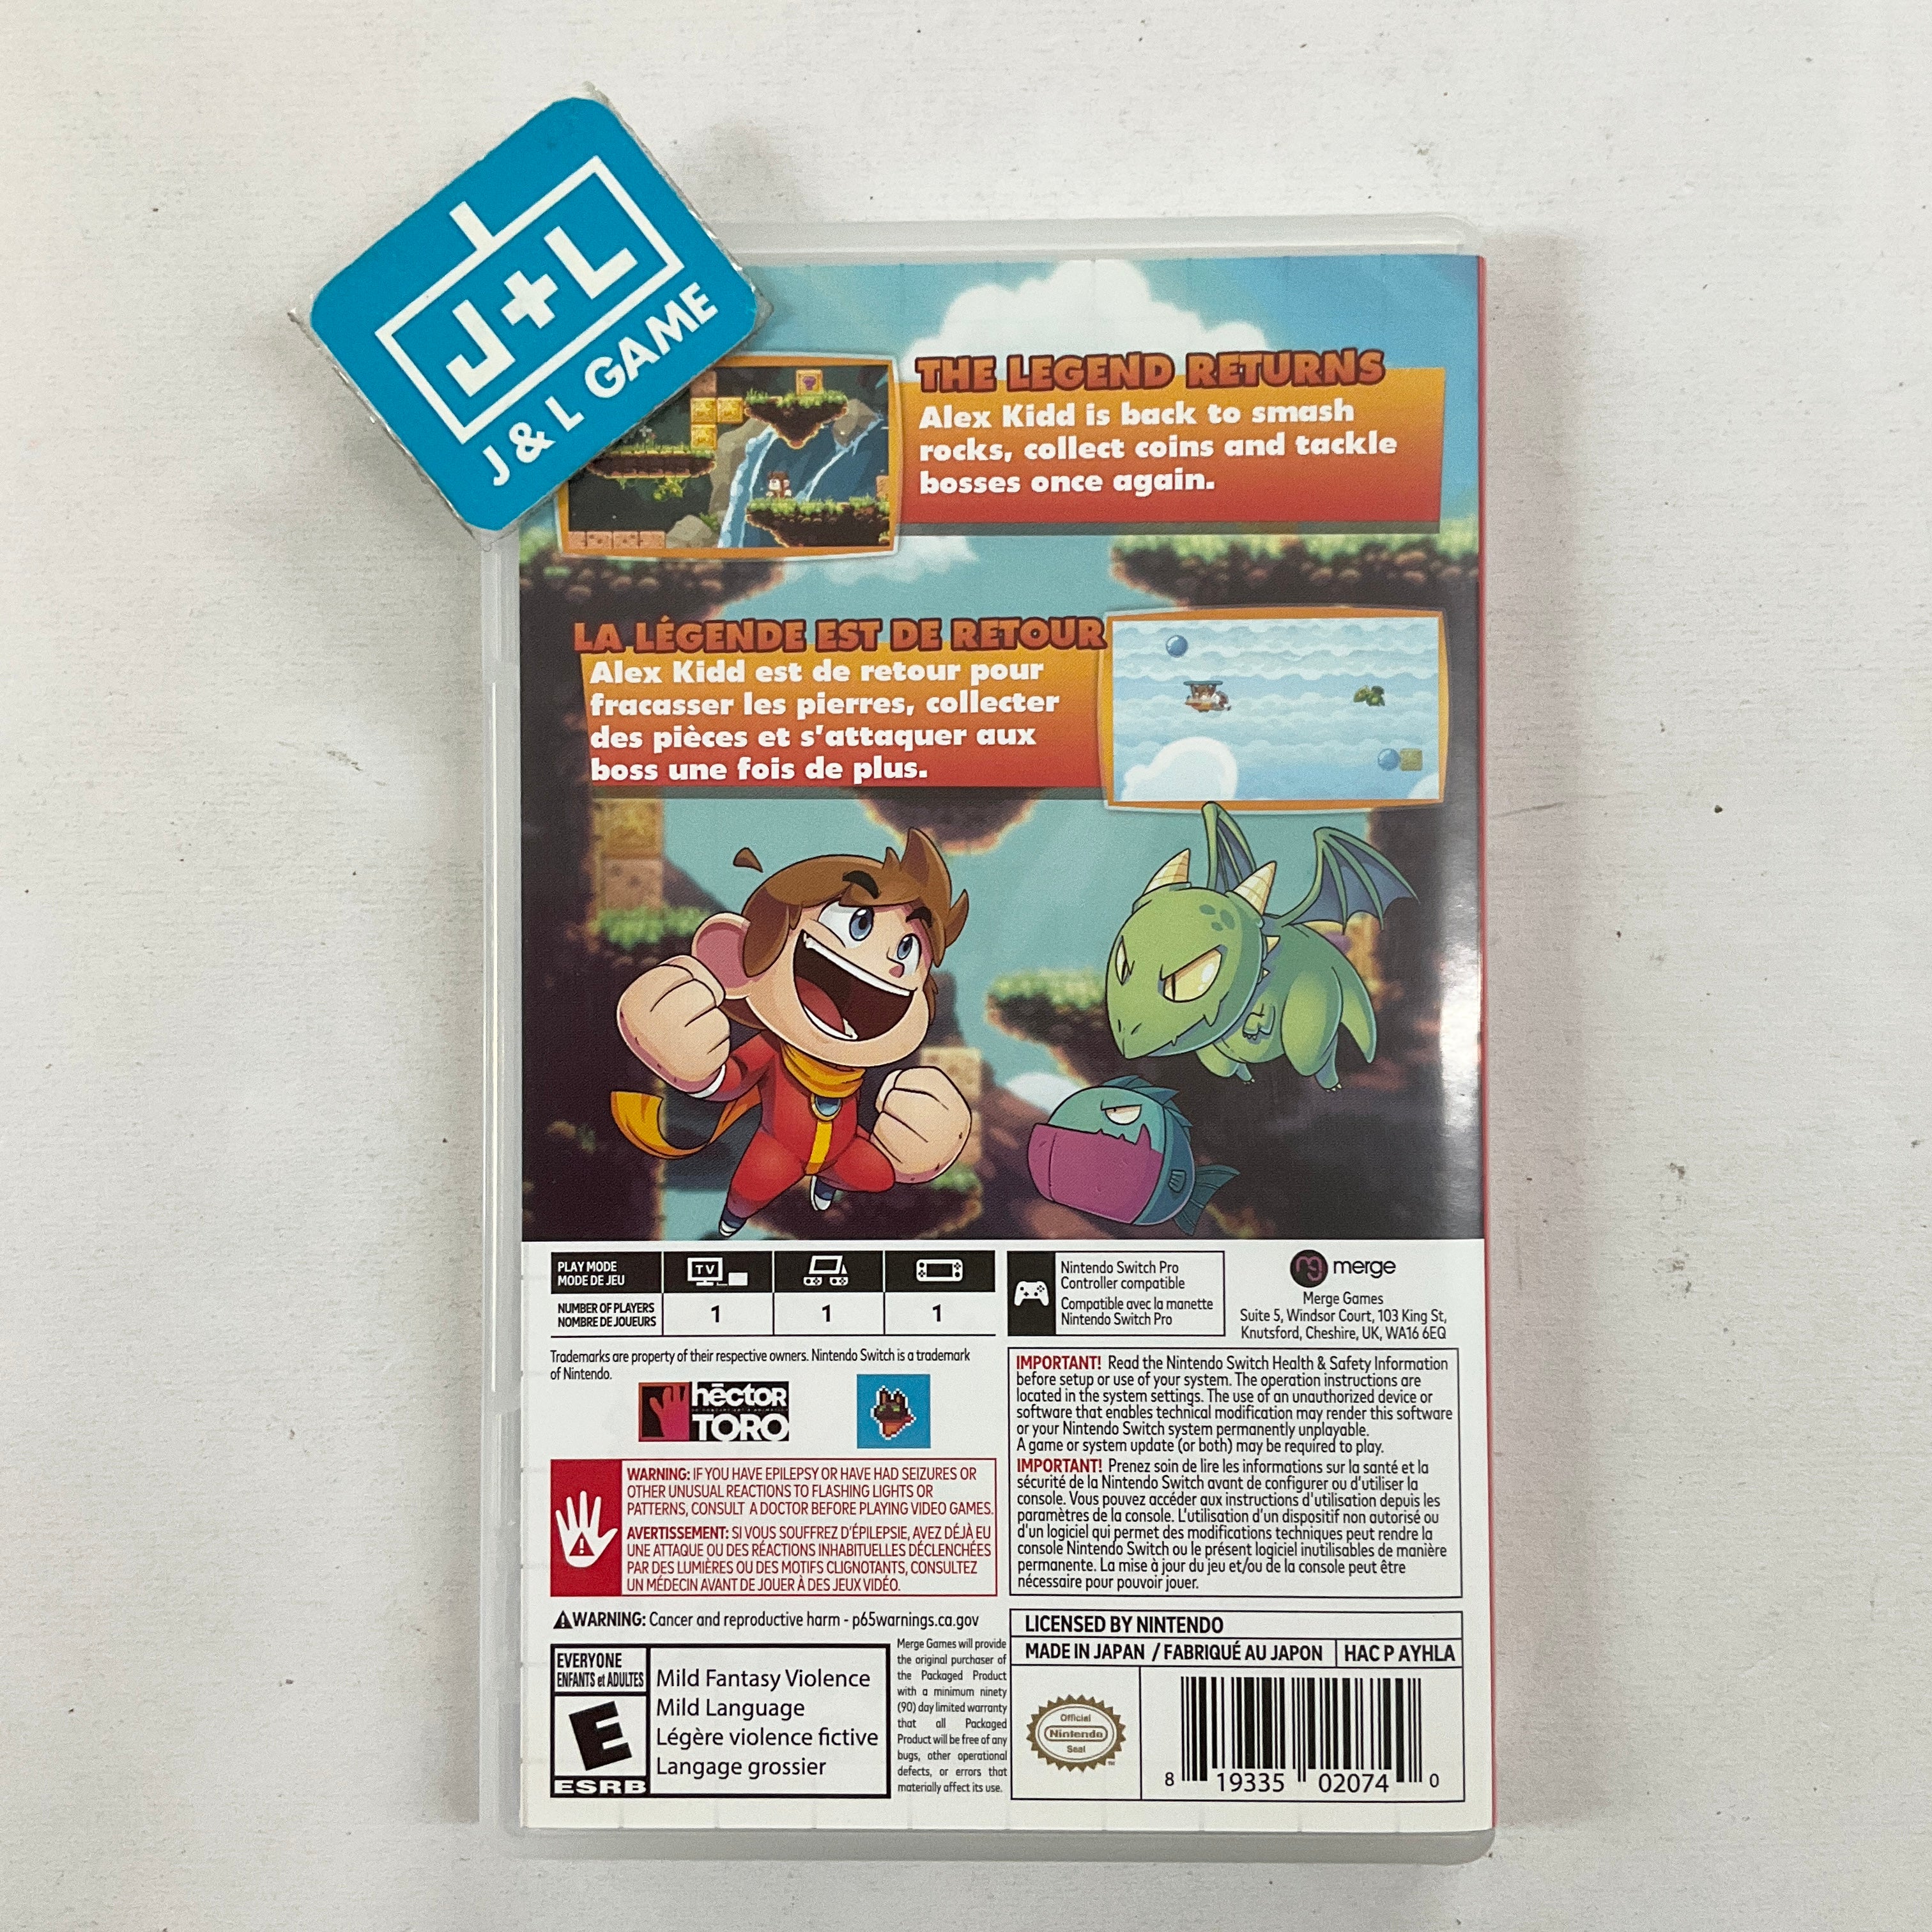 J+L
J & L GAME
THE LEGEND RETURNS
Alex Kidd is back to smash
rocks, collect coins and tackle
bosses once again.
LA LÉGENDE EST DE RETOUR
Alex Kidd est de retour pour
fracasser les pierres, collecter
des pièces et s'attaquer aux
boss une fois de plus.
PLAY MODE
MODE DE JEU
TV
NUMBER OF PLAYERS
NOMBRE DE JOUEURS
1 1 1
Nintendo Switch Pro
Controller compatible
Compatible avec la manette
Nintendo Switch Pro
merge
Merge Games
Suite 5, Windsor Court, 103 King St,
Knutsford, Cheshire, UK, WA16 6EQ
Trademarks are property of their respective owners. Nintendo Switch is a trademark
of Nintendo.
hēctor
TORO
WARNING: IF YOU HAVE EPILEPSY OR HAVE HAD SEIZURES OR
OTHER UNUSUAL REACTIONS TO FLASHING LIGHTS OR
PATTERNS, CONSULT A DOCTOR BEFORE PLAYING VIDEO GAMES.
AVERTISSEMENT: SI VOUS SOUFFREZ D'ÉPILEPSIE, AVEZ DÉJÀ EU
UNE ATTAQUE OU DES RÉACTIONS INHABITUELLES DÉCLENCHÉES
PAR DES LUMIÈRES OU DES MOTIFS CLIGNOTANTS, CONSULTEZ
UN MÉDECIN AVANT DE JOUER À DES JEUX VIDÉO.
IMPORTANT! Read the Nintendo Switch Health & Safety Information
before setup or use of your system. The operation instructions are
located in the system settings. The use of an unauthorized device or
software that enables technical modification may render this software
or your Nintendo Switch system permanently unplayable.
A game or system update (or both) may be required to play.
IMPORTANT! Prenez soin de lire les informations sur la santé et la
sécurité de la Nintendo Switch avant de configurer ou d'utiliser la
console. Vous pouvez accéder aux instructions d'utilisation depuis les
paramètres de la console. L'utilisation d'un dispositif non autorisé ou
d'un logiciel qui permet des modifications techniques peut rendre la
console Nintendo Switch ou le présent logiciel inutilisables de manière
permanente. La mise à jour du jeu et/ou de la console peut être
nécessaire pour pouvoir jouer.
WARNING: Cancer and reproductive harm - p65warnings.ca.gov
EVERYONE
ENFANTS et ADULTES
E
ESRB
Mild Fantasy Violence
Mild Language
Légère violence fictive
Langage grossier
Merge Games will provide
the original purchaser of
the Packaged Product
with a minimum ninety
(90) day limited warranty
that all Packaged
Product will be free of any
bugs, other operational
defects, or errors that
materially affect its use.
LICENSED BY NINTENDO
MADE IN JAPAN / FABRIQUÉ AU JAPON HAC P AYHLA
Official
Nintendo
Seal
8 19335 02074 0